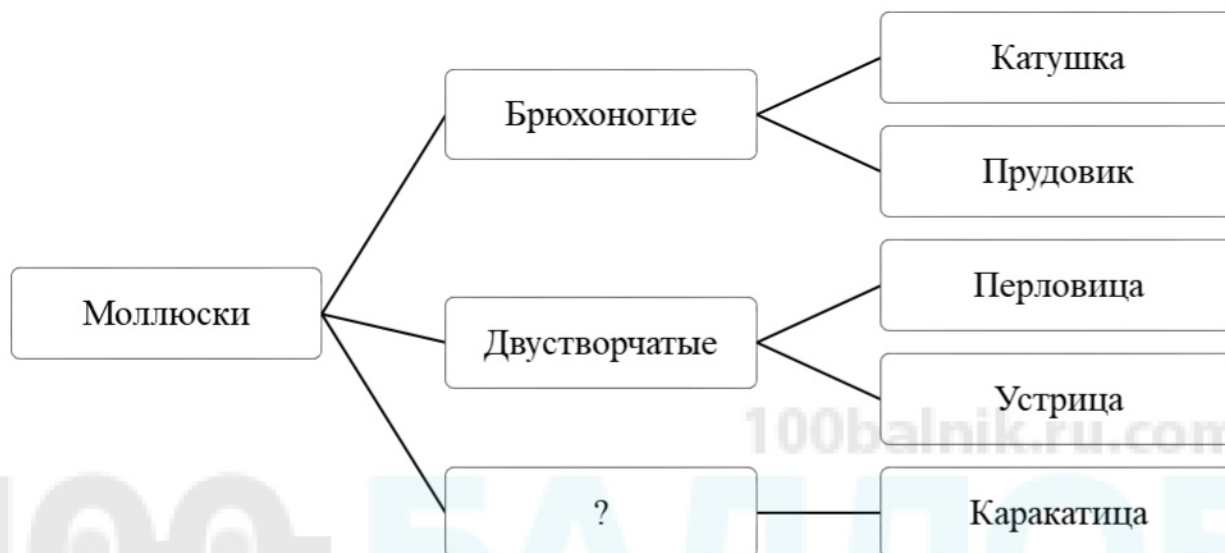 Катушка
Брюхоногие
Прудовик
Перловица
Моллюски
Двустворчатые
Устрица
100balnik.ru.com
?
Каракатица